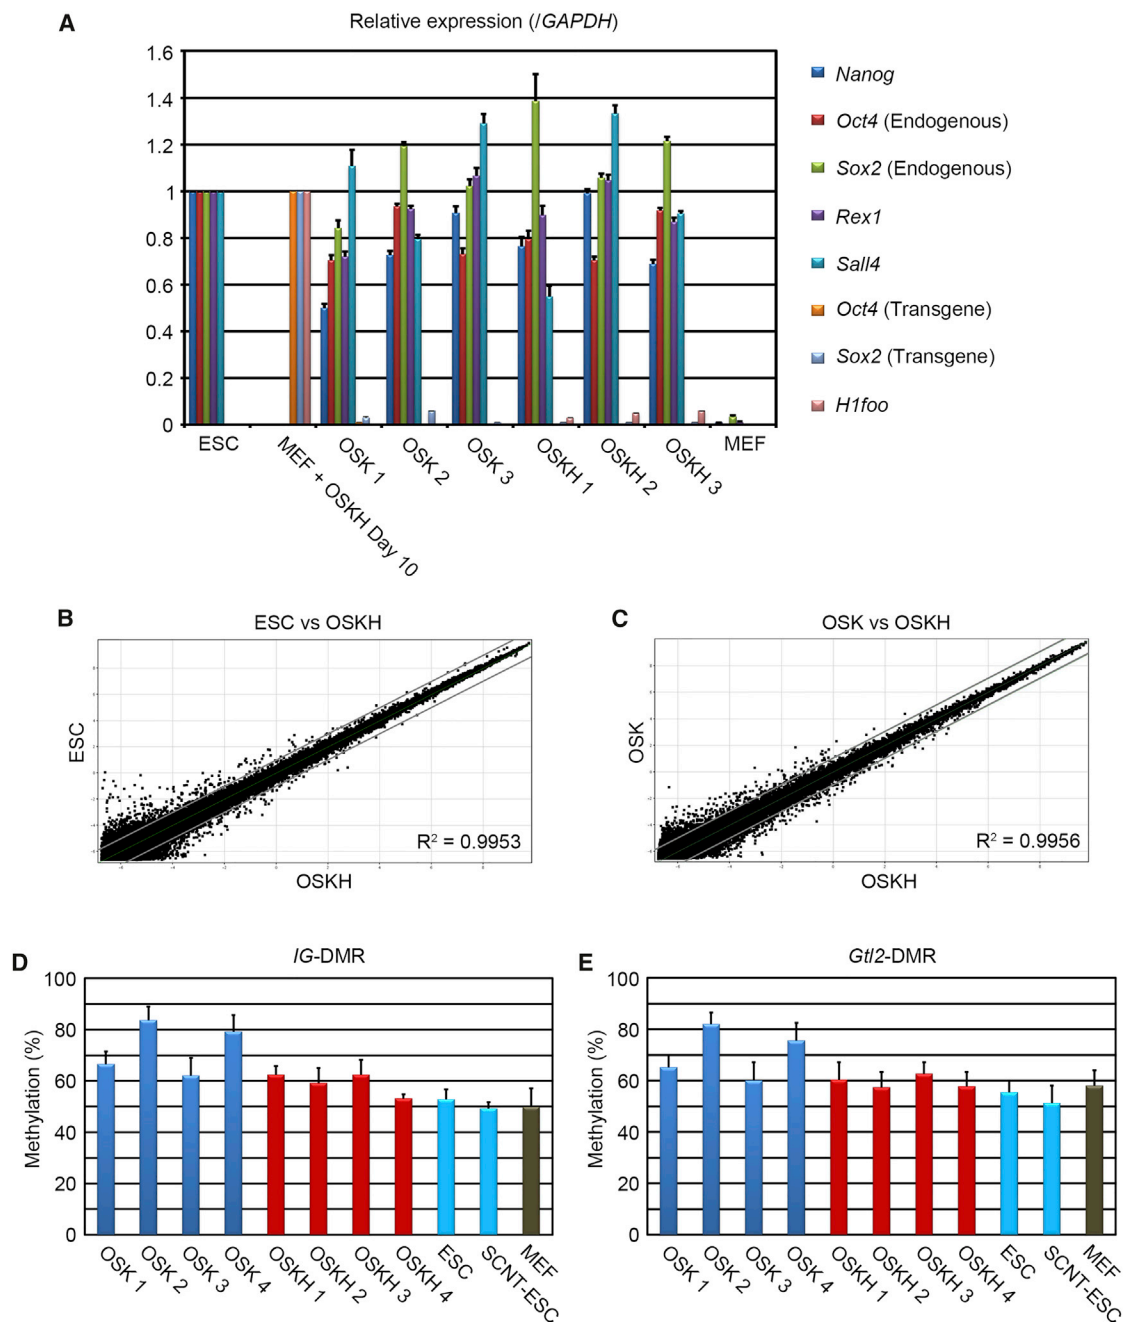 A
Relative expression (/GAPDH)
1.6
1.4
1.2
1
0.8
0.6
0.4
0.2
0
ESC
MEF + OSKH Day 10
OSK 1
OSK 2
OSK 3
OSKH 1
OSKH 2
OSKH 3
MEF
Nanog
Oct4 (Endogenous)
Sox2 (Endogenous)
Rex1
Sall4
Oct4 (Transgene)
Sox2 (Transgene)
H1foo
B
ESC vs OSKH
ESC
R² = 0.9953
OSKH
C
OSK vs OSKH
OSK
R² = 0.9956
OSKH
D
IG-DMR
Methylation (%)
100
80
60
40
20
0
OSK 1
OSK 2
OSK 3
OSK 4
OSKH 1
OSKH 2
OSKH 3
OSKH 4
ESC
SCNT-ESC
MEF
E
Gtl2-DMR
Methylation (%)
100
80
60
40
20
0
OSK 1
OSK 2
OSK 3
OSK 4
OSKH 1
OSKH 2
OSKH 3
OSKH 4
ESC
SCNT-ESC
MEF